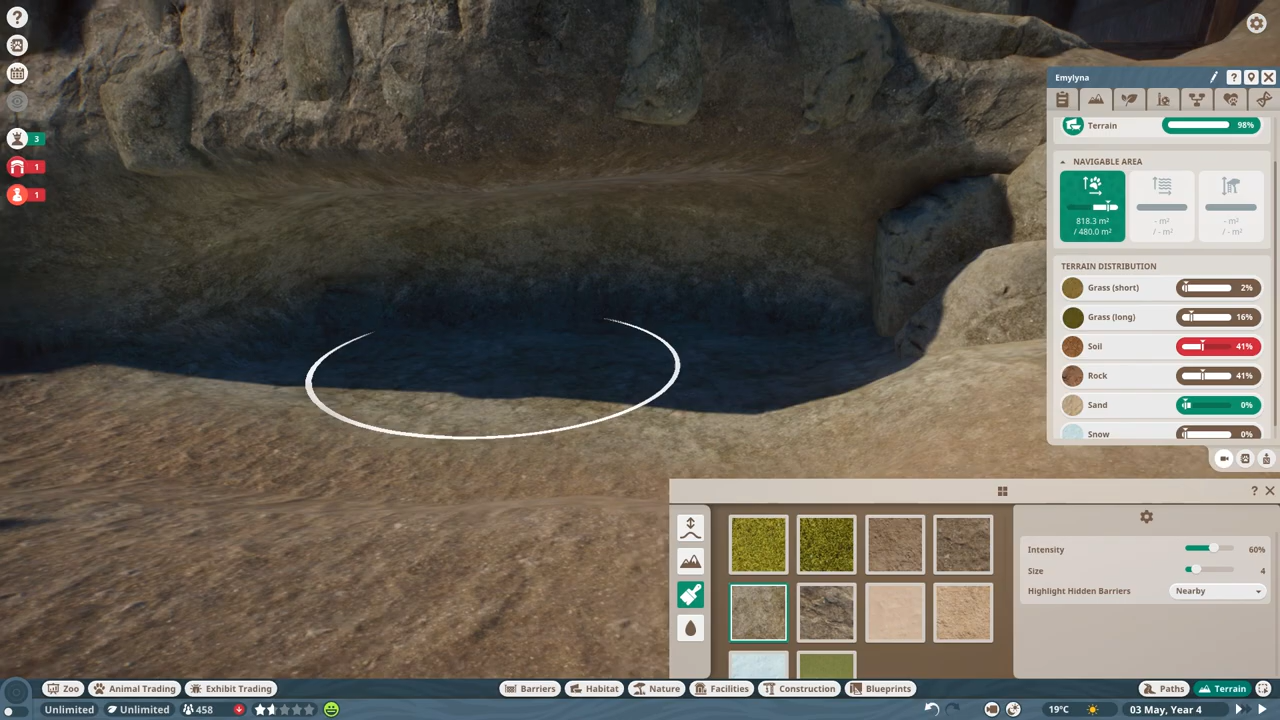 ?
3
1
1
Emylyna
?
Terrain 98%
NAVIGABLE AREA
818.3 m²
/ 480.0 m²
- m²
/ - m²
- m²
/ - m²
TERRAIN DISTRIBUTION
Grass (short) 2%
Grass (long) 16%
Soil 41%
Rock 41%
Sand 0%
Snow 0%
?
Intensity 60%
Size 4
Highlight Hidden Barriers Nearby
Zoo Animal Trading Exhibit Trading Barriers Habitat Nature Facilities Construction Blueprints Paths Terrain
Unlimited Unlimited 458 19°C 03 May, Year 4